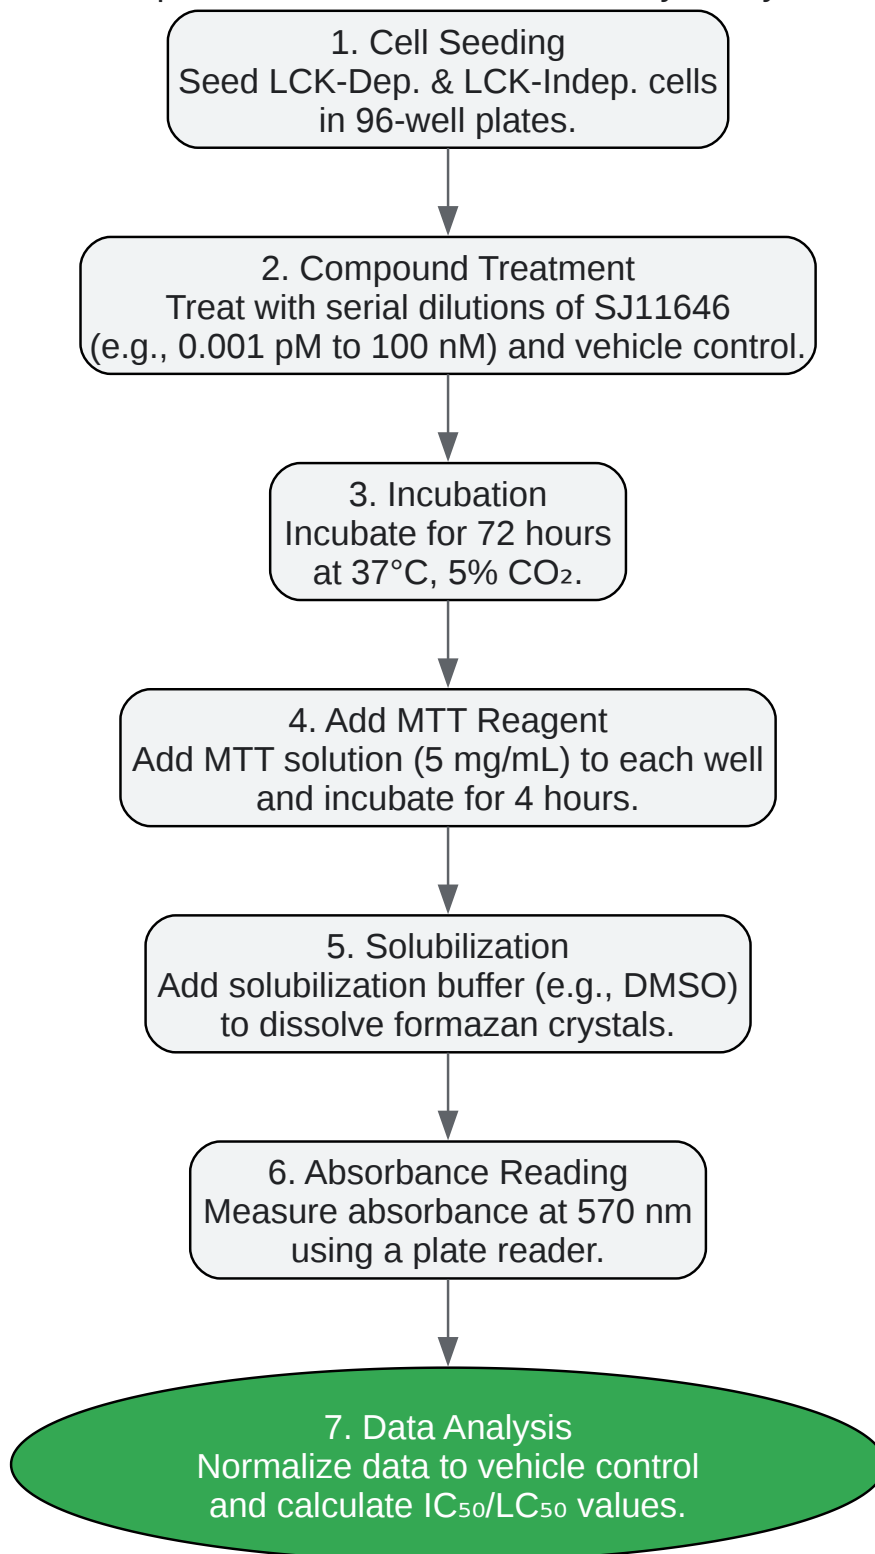 1. Cell Seeding
Seed LCK-Dep. & LCK-Indep. cells
in 96-well plates.
2. Compound Treatment
Treat with serial dilutions of SJ11646
(e.g., 0.001 pM to 100 nM) and vehicle control.
3. Incubation
Incubate for 72 hours
at 37°C, 5% CO₂.
4. Add MTT Reagent
Add MTT solution (5 mg/mL) to each well
and incubate for 4 hours.
5. Solubilization
Add solubilization buffer (e.g., DMSO)
to dissolve formazan crystals.
6. Absorbance Reading
Measure absorbance at 570 nm
using a plate reader.
7. Data Analysis
Normalize data to vehicle control
and calculate IC₅₀/LC₅₀ values.